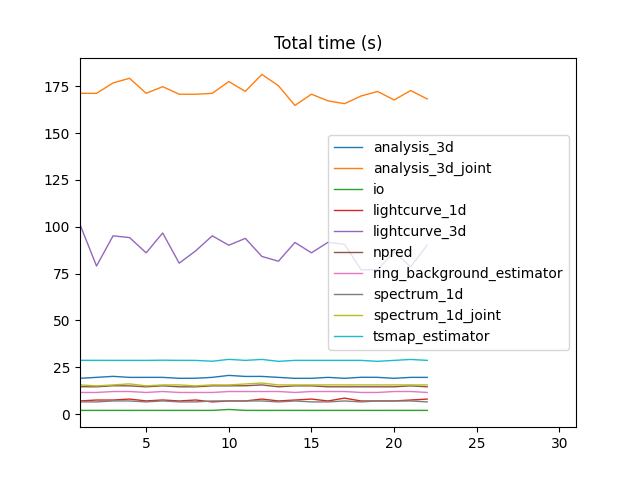 Total time (s)
175
150
125
100
75
50
25
0
analysis_3d
analysis_3d_joint
io
lightcurve_1d
lightcurve_3d
npred
ring_background_estimator
spectrum_1d
spectrum_1d_joint
tsmap_estimator
5 10 15 20 25 30